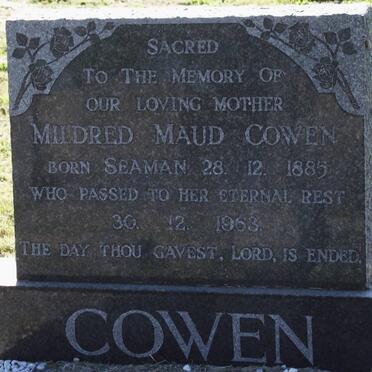 SACRED
TO THE MEMORY OF
OUR LOVING MOTHER
MILDRED MAUD COWEN
BORN SEAMAN 28. 12. 1885
WHO PASSED TO HER ETERNAL REST
30. 12. 1963.
THE DAY THOU GAVEST, LORD, IS ENDED.
COWEN